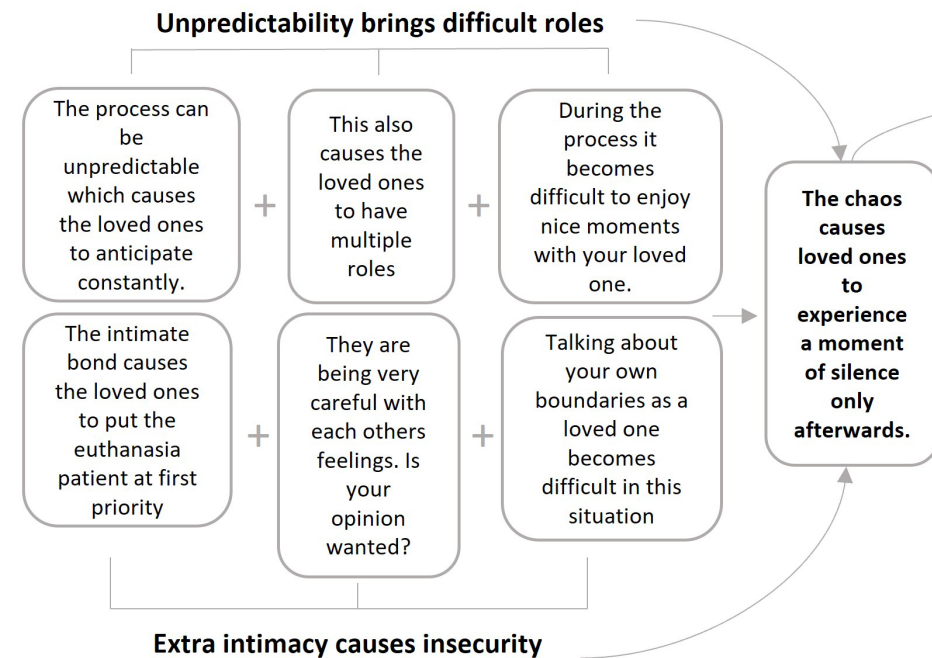 Unpredictability brings difficult roles
The process can
be
unpredictable
which causes
the loved ones
to anticipate
constantly.
+
This also
causes the
loved ones
to have
multiple
roles
+
During the
process it
becomes
difficult to enjoy
nice moments
with your loved
one.
The intimate
bond causes
the loved ones
to put the
euthanasia
patient at first
priority
+
They are
being very
careful with
each others
feelings. Is
your
opinion
wanted?
+
Talking about
your own
boundaries as a
loved one
becomes
difficult in this
situation
The chaos
causes
loved ones
to
experience
a moment
of silence
only
afterwards.
Extra intimacy causes insecurity